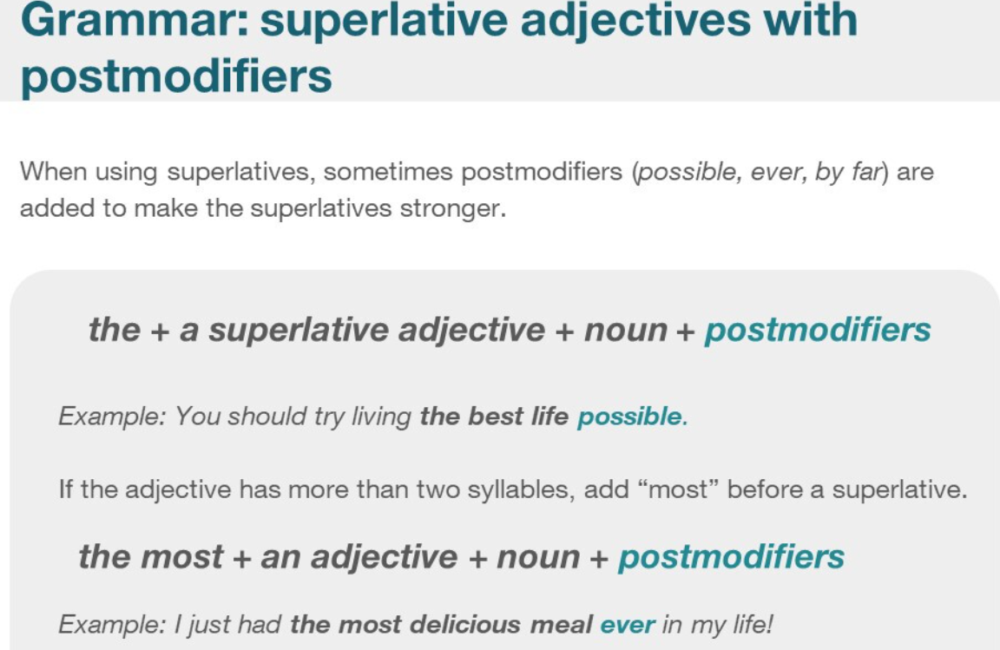 Grammar: superlative adjectives with
postmodifiers
When using superlatives, sometimes postmodifiers (possible, ever, by far) are
added to make the superlatives stronger.
the + a superlative adjective + noun + postmodifiers
Example: You should try living the best life possible.
If the adjective has more than two syllables, add “most” before a superlative.
the most + an adjective + noun + postmodifiers
Example: I just had the most delicious meal ever in my life!